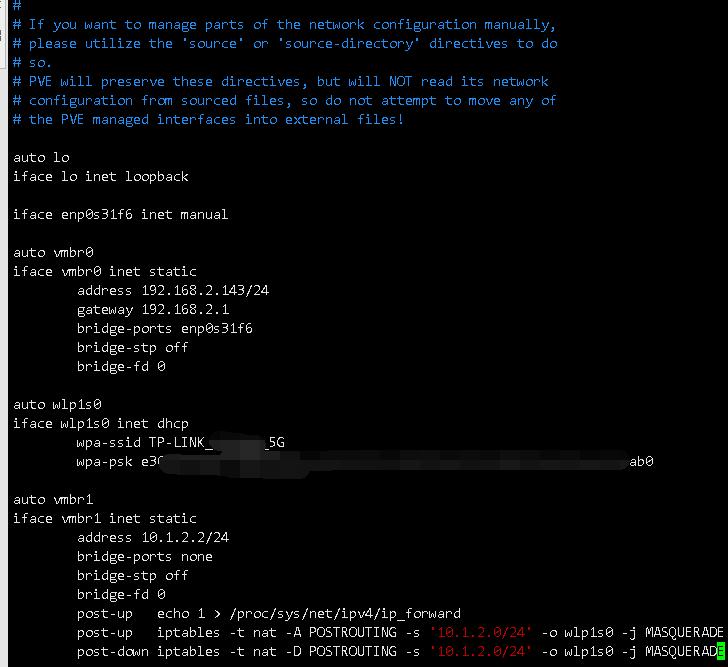 #
# If you want to manage parts of the network configuration manually,
# please utilize the 'source' or 'source-directory' directives to do
# so.
# PVE will preserve these directives, but will NOT read its network
# configuration from sourced files, so do not attempt to move any of
# the PVE managed interfaces into external files!
auto lo
iface lo inet loopback
iface enp0s31f6 inet manual
auto vmbr0
iface vmbr0 inet static
address 192.168.2.143/24
gateway 192.168.2.1
bridge-ports enp0s31f6
bridge-stp off
bridge-fd 0
auto wlp1s0
iface wlp1s0 inet dhcp
wpa-ssid TP-LINK_ _5G
wpa-psk ab0
auto vmbr1
iface vmbr1 inet static
address 10.1.2.2/24
bridge-ports none
bridge-stp off
bridge-fd 0
post-up echo 1 > /proc/sys/net/ipv4/ip_forward
post-up iptables -t nat -A POSTROUTING -s '10.1.2.0/24' -o wlp1s0 -j MASQUERADE
post-down iptables -t nat -D POSTROUTING -s '10.1.2.0/24' -o wlp1s0 -j MASQUERADE